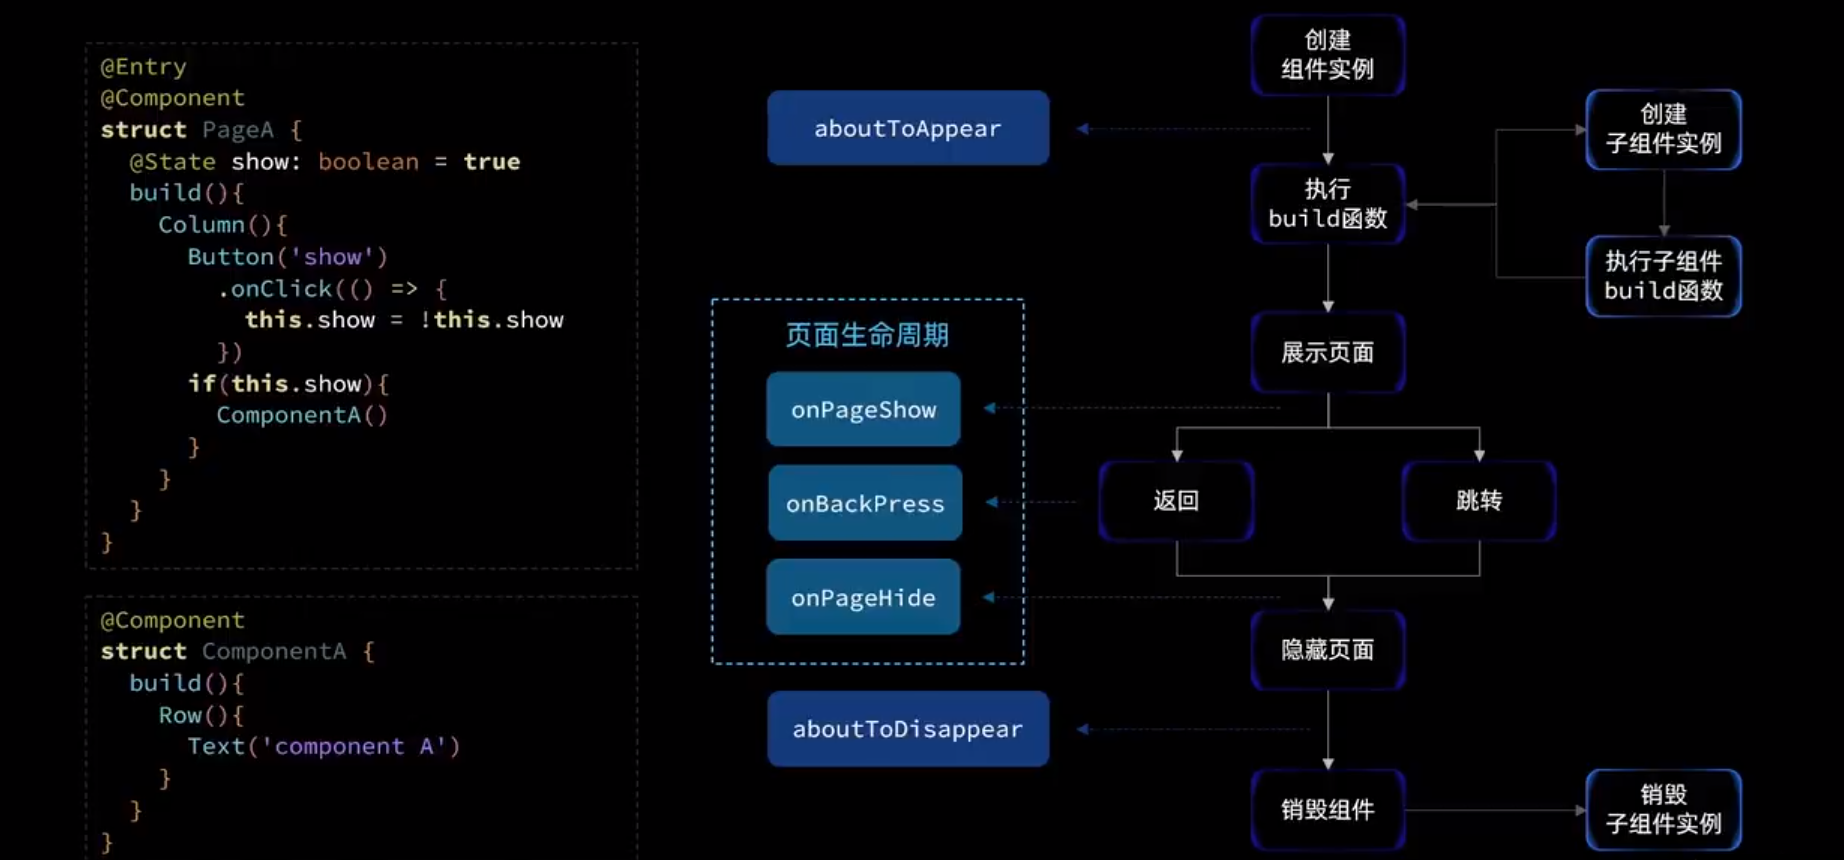 @Entry
@Component
struct PageA {
  @State show: boolean = true
  build(){
    Column(){
      Button('show')
        .onClick(() => {
          this.show = !this.show
        })
      if(this.show){
        ComponentA()
      }
    }
  }
}
@Component
struct ComponentA {
  build(){
    Row(){
      Text('component A')
    }
  }
}
aboutToAppear
页面生命周期
onPageShow
onBackPress
onPageHide
aboutToDisappear
创建
组件实例
执行
build函数
展示页面
返回
跳转
隐藏页面
销毁组件
创建
子组件实例
执行子组件
build函数
销毁
子组件实例